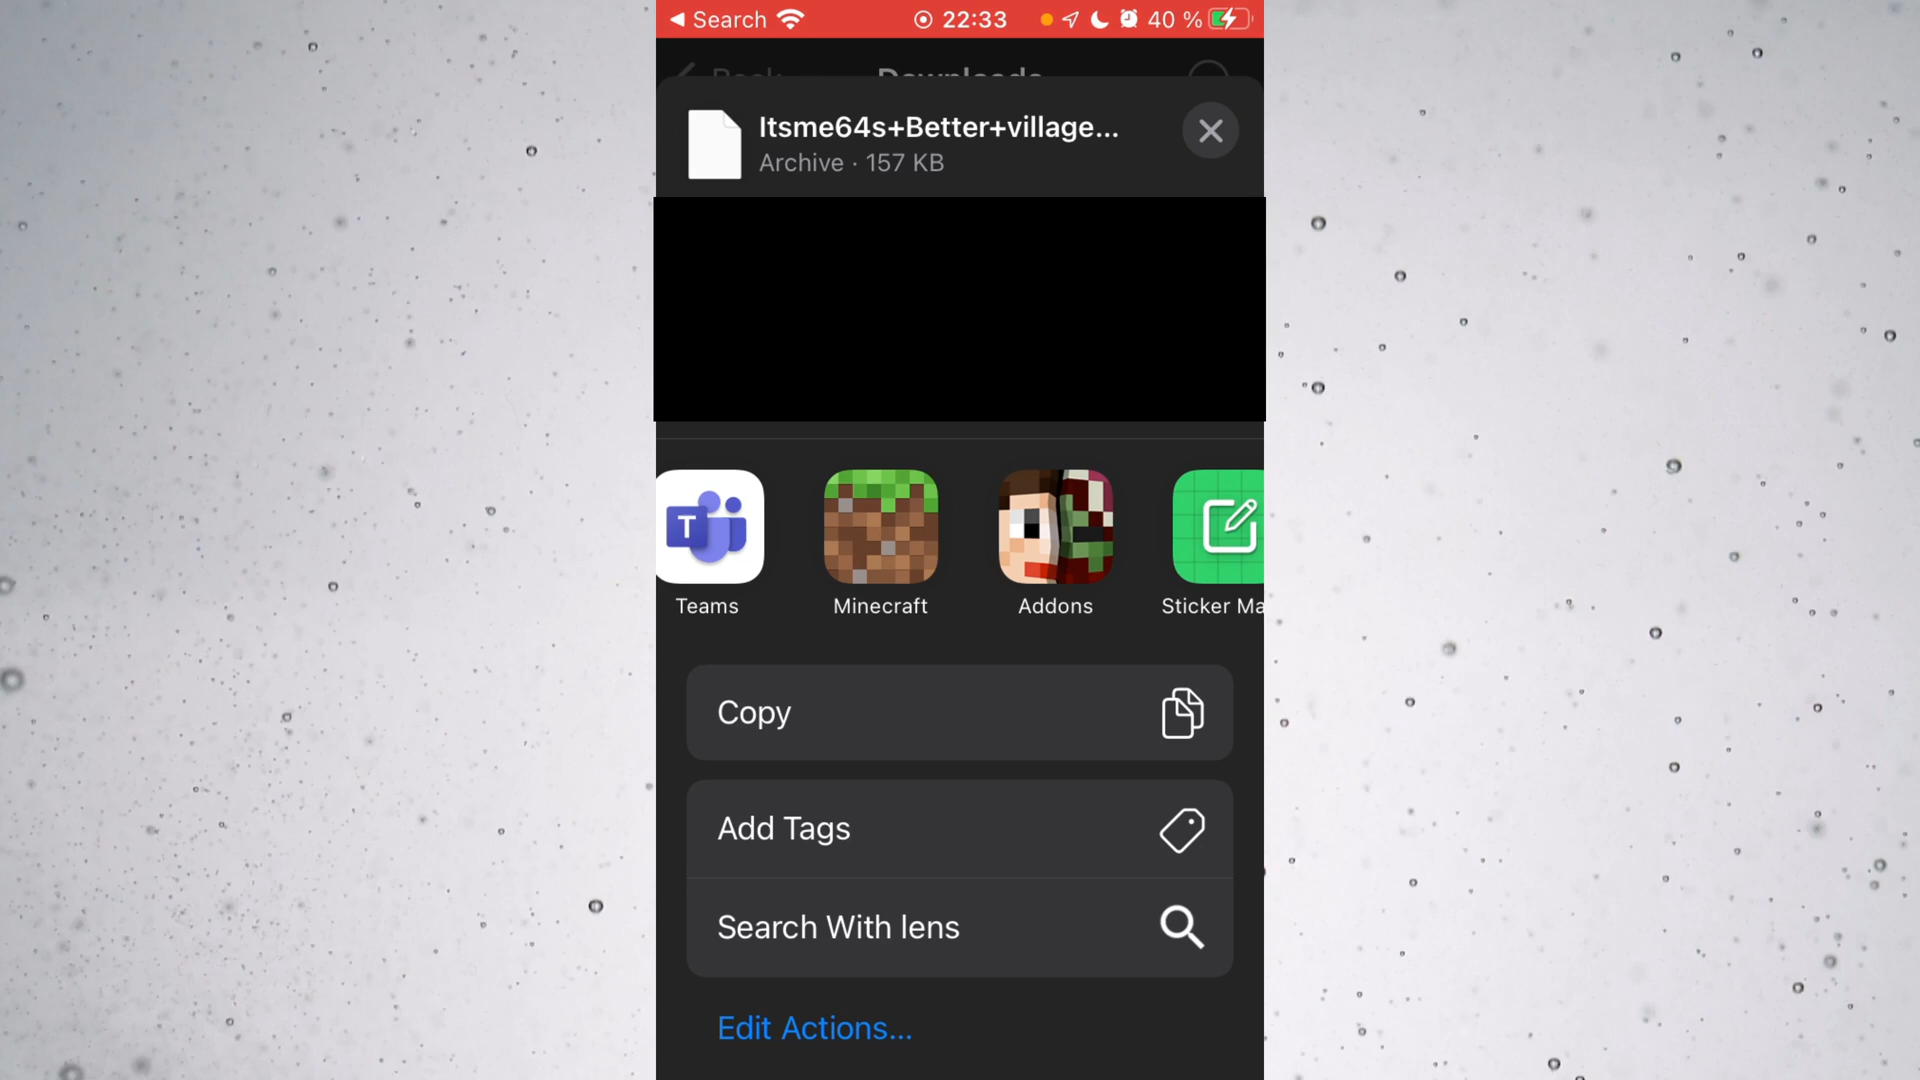 Search 22:33 40 %
Downloads
Itsme64s+Better+village...
Archive · 157 KB
T
Teams Minecraft Addons Sticker Ma
Copy
Add Tags
Search With lens
Edit Actions...